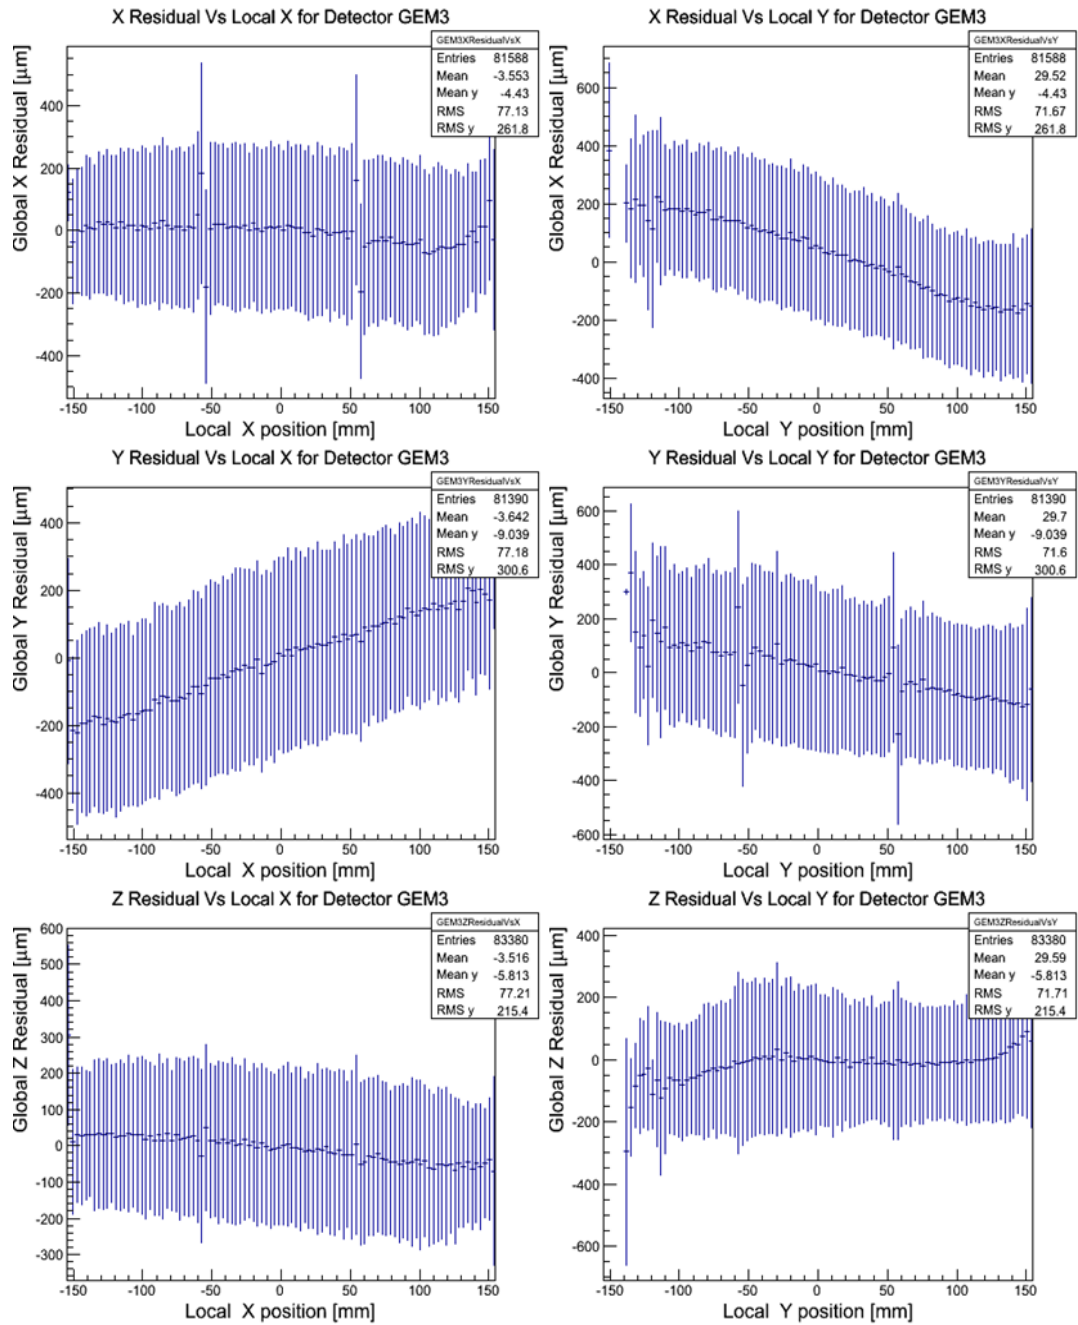 X Residual Vs Local X for Detector GEM3
GEM3XResidualVsX
Entries 81588
Mean -3.553
Mean y -4.43
RMS 77.13
RMS y 261.8
Global X Residual [μm]
400
200
0
-200
-400
-150 -100 -50 0 50 100 150
Local X position [mm]
X Residual Vs Local Y for Detector GEM3
GEM3XResidualVsY
Entries 81588
Mean 29.52
Mean y -4.43
RMS 71.67
RMS y 261.8
Global X Residual [μm]
600
400
200
0
-200
-400
-150 -100 -50 0 50 100 150
Local Y position [mm]
Y Residual Vs Local X for Detector GEM3
GEM3YResidualVsX
Entries 81390
Mean -3.642
Mean y -9.039
RMS 77.18
RMS y 300.6
Global Y Residual [μm]
400
200
0
-200
-400
-150 -100 -50 0 50 100 150
Local X position [mm]
Y Residual Vs Local Y for Detector GEM3
GEM3YResidualVsY
Entries 81390
Mean 29.7
Mean y -9.039
RMS 71.6
RMS y 300.6
Global Y Residual [μm]
600
400
200
0
-200
-400
-600
-150 -100 -50 0 50 100 150
Local Y position [mm]
Z Residual Vs Local X for Detector GEM3
GEM3ZResidualVsX
Entries 83380
Mean -3.516
Mean y -5.813
RMS 77.21
RMS y 215.4
Global Z Residual [μm]
600
500
400
300
200
100
0
-100
-200
-300
-150 -100 -50 0 50 100 150
Local X position [mm]
Z Residual Vs Local Y for Detector GEM3
GEM3ZResidualVsY
Entries 83380
Mean 29.59
Mean y -5.813
RMS 71.71
RMS y 215.4
Global Z Residual [μm]
400
200
0
-200
-400
-600
-150 -100 -50 0 50 100 150
Local Y position [mm]